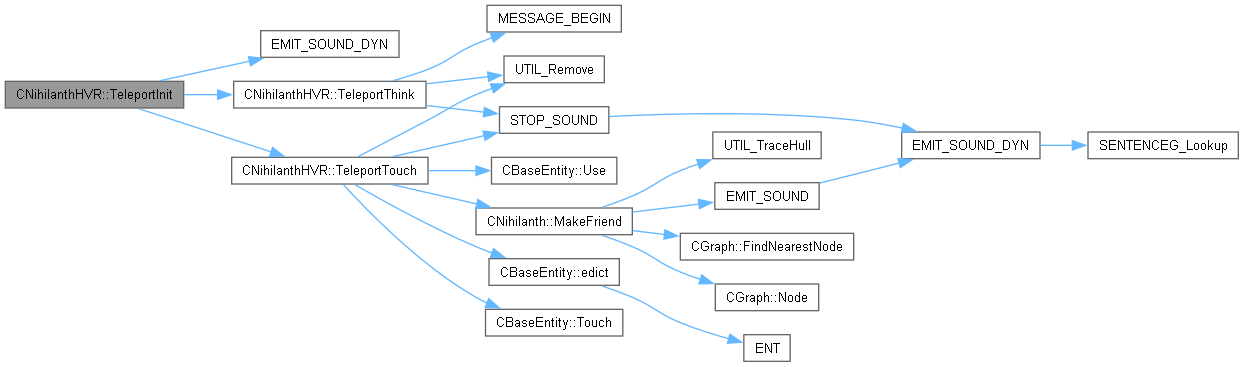 CNihilanthHVR::TeleportInit
EMIT_SOUND_DYN
CNihilanthHVR::TeleportThink
CNihilanthHVR::TeleportTouch
MESSAGE_BEGIN
UTIL_Remove
STOP_SOUND
CBaseEntity::Use
CNihilanth::MakeFriend
CBaseEntity::edict
CBaseEntity::Touch
UTIL_TraceHull
EMIT_SOUND
CGraph::FindNearestNode
CGraph::Node
ENT
EMIT_SOUND_DYN
SENTENCEG_Lookup